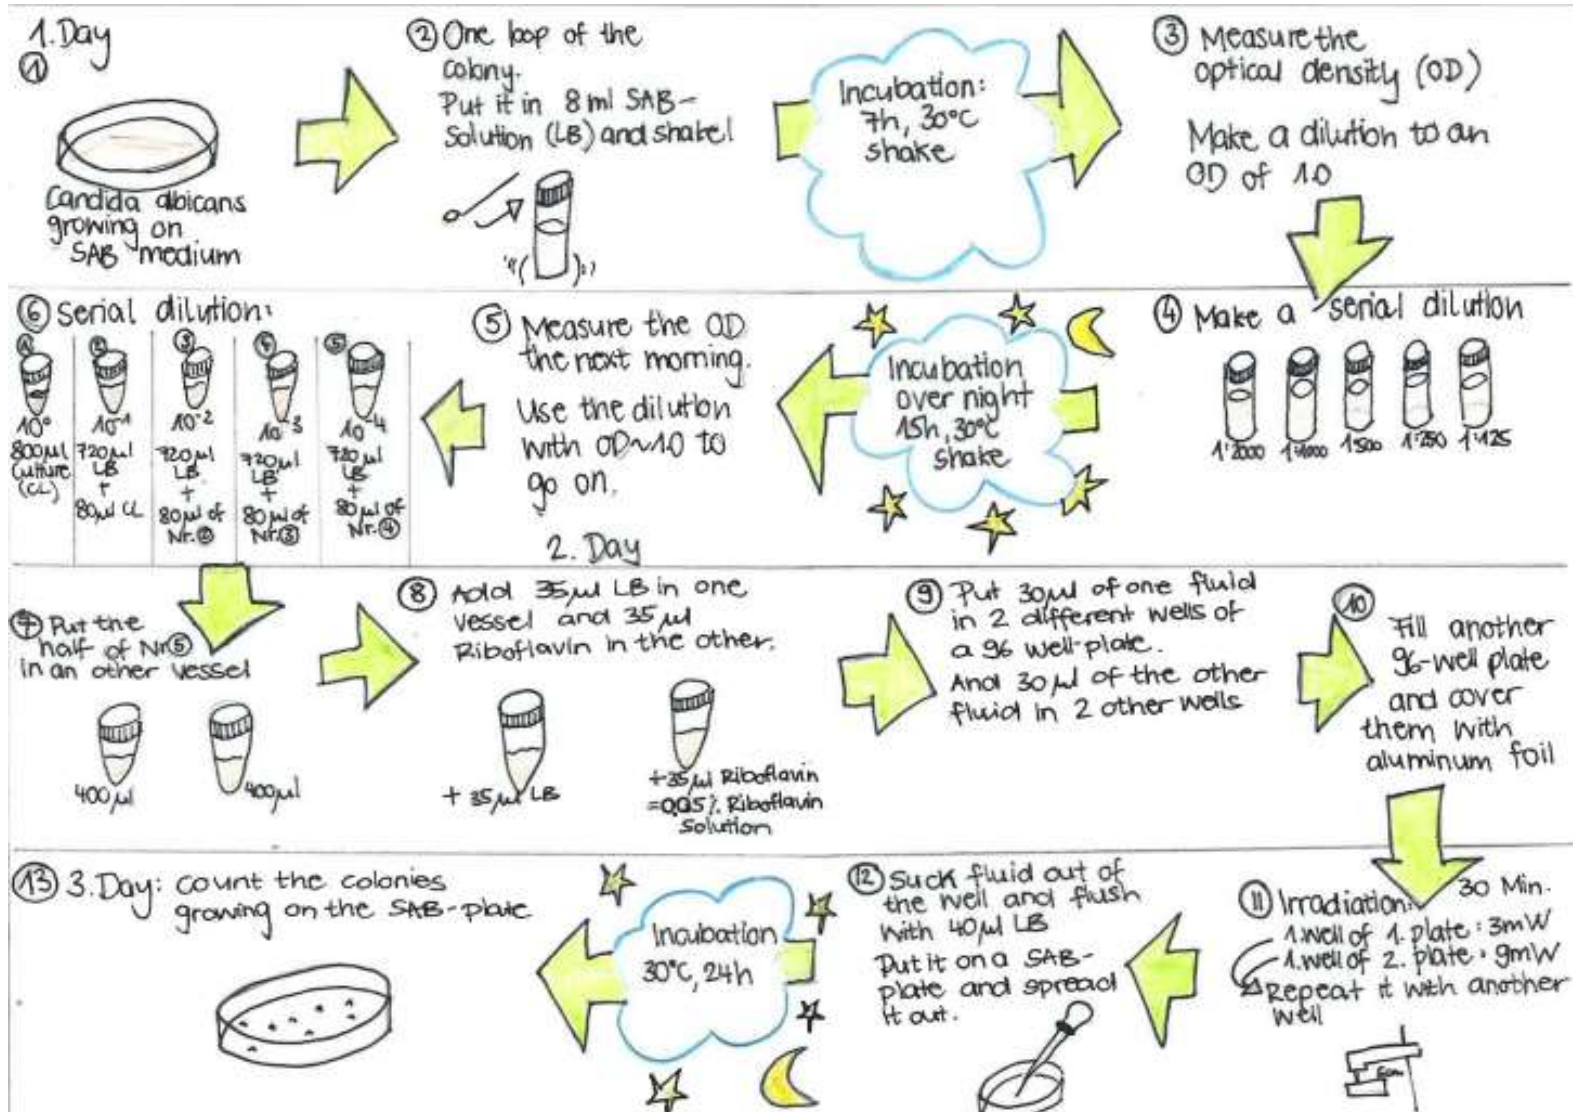 1. Day
①
Candida albicans
growing on
SAB medium
② One loop of the
colony.
Put it in 8ml SAB-
Solution (LB) and shake!
Incubation:
7h, 30°C
shake
③ Measure the
optical density (OD)
Make a dilution to an
OD of 1.0
④ Make a serial dilution
1:2000 1:1000 1:500 1:250 1:125
Incubation
over night
15h, 30°C
shake
⑤ Measure the OD
the next morning.
Use the dilution
with OD~1.0 to
go on.
2. Day
⑥ Serial dilution:
① ② ③ ④ ⑤
10⁰ 10⁻¹ 10⁻² 10⁻³ 10⁻⁴
800µl
Culture
(CL)
720µl
LB
+
80µl CL
720µl
LB
+
80µl of
Nr. ②
720µl
LB
+
80µl of
Nr. ③
720µl
LB
+
80µl of
Nr. ④
⑦ Put the
half of Nr ⑤
in an other vessel
400µl 400µl
⑧ Add 35µl LB in one
vessel and 35µl
Riboflavin in the other.
+ 35µl LB
+35µl Riboflavin
=0,05% Riboflavin
Solution
⑨ Put 30µl of one fluid
in 2 different wells of
a 96 well-plate.
And 30µl of the other
fluid in 2 other wells
⑩
Fill another
96-well plate
and cover
them with
aluminum foil
⑪ Irradiation: 30 Min.
1. well of 1. plate: 3mW
1. well of 2. plate: 9mW
Repeat it with another
well
⑫ Suck fluid out of
the well and flush
with 40µl LB
Put it on a SAB-
plate and spread
it out.
Incubation
30°C, 24h
⑬ 3. Day: count the colonies
growing on the SAB-plate